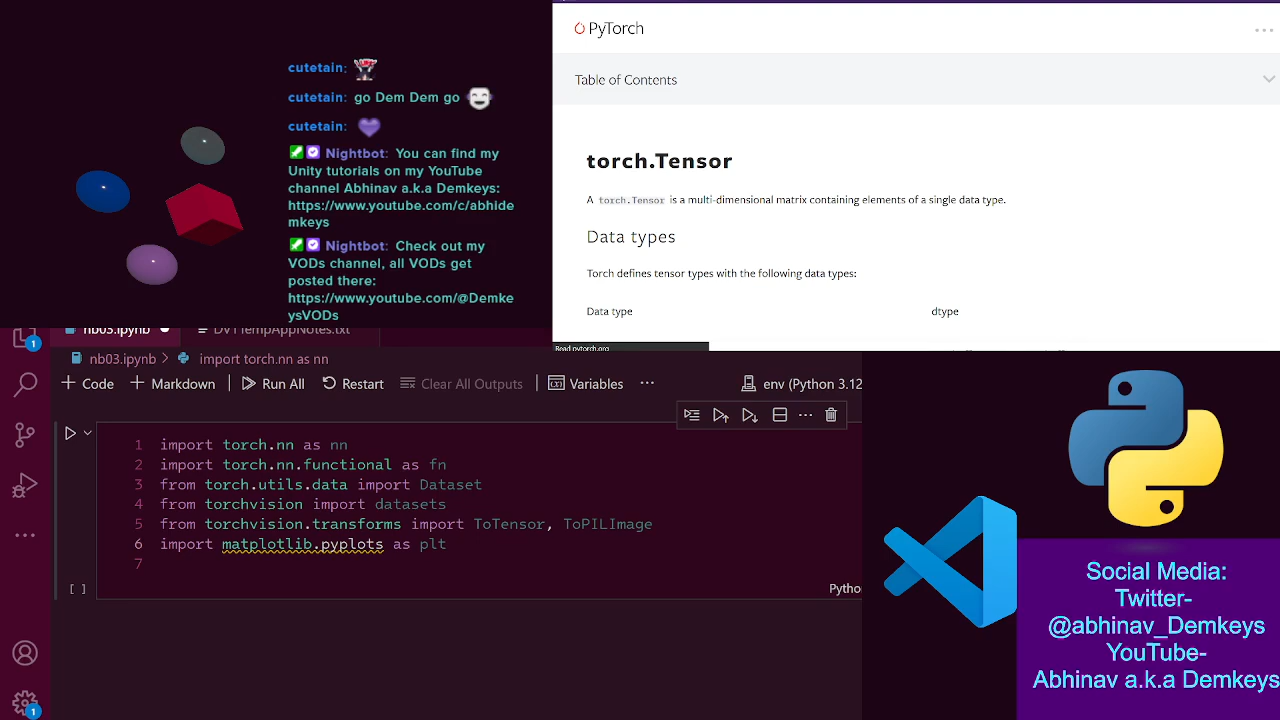 cutetain:
cutetain: go Dem Dem go
cutetain:
Nightbot: You can find my
Unity tutorials on my YouTube
channel Abhinav a.k.a Demkeys:
https://www.youtube.com/c/abhide
mkeys
Nightbot: Check out my
VODs channel, all VODs get
posted there:
https://www.youtube.com/@Demke
ysVODs
PyTorch
Table of Contents
torch.Tensor
A torch.Tensor is a multi-dimensional matrix containing elements of a single data type.
Data types
Torch defines tensor types with the following data types:
Data type dtype
Read pytorch.org
nb03.ipynb DVTTempAppNotes.txt
nb03.ipynb > import torch.nn as nn
+ Code + Markdown Run All Restart Clear All Outputs Variables ... env (Python 3.12
1 import torch.nn as nn
2 import torch.nn.functional as fn
3 from torch.utils.data import Dataset
4 from torchvision import datasets
5 from torchvision.transforms import ToTensor, ToPILImage
6 import matplotlib.pyplots as plt
7
[ ] Pytho
1
1
Social Media:
Twitter-
@abhinav_Demkeys
YouTube-
Abhinav a.k.a Demkeys